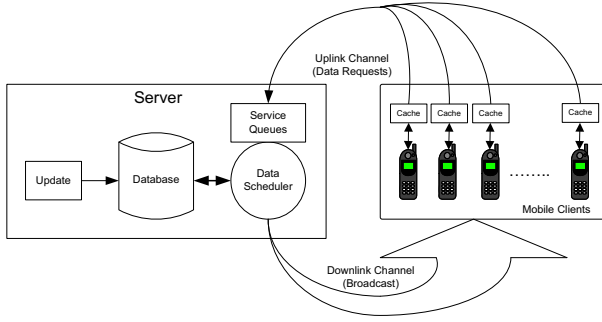 Uplink Channel
(Data Requests)
Server
Service
Queues
Cache
Cache
Cache
Cache
Update
Database
Data
Scheduler
........
Mobile Clients
Downlink Channel
(Broadcast)